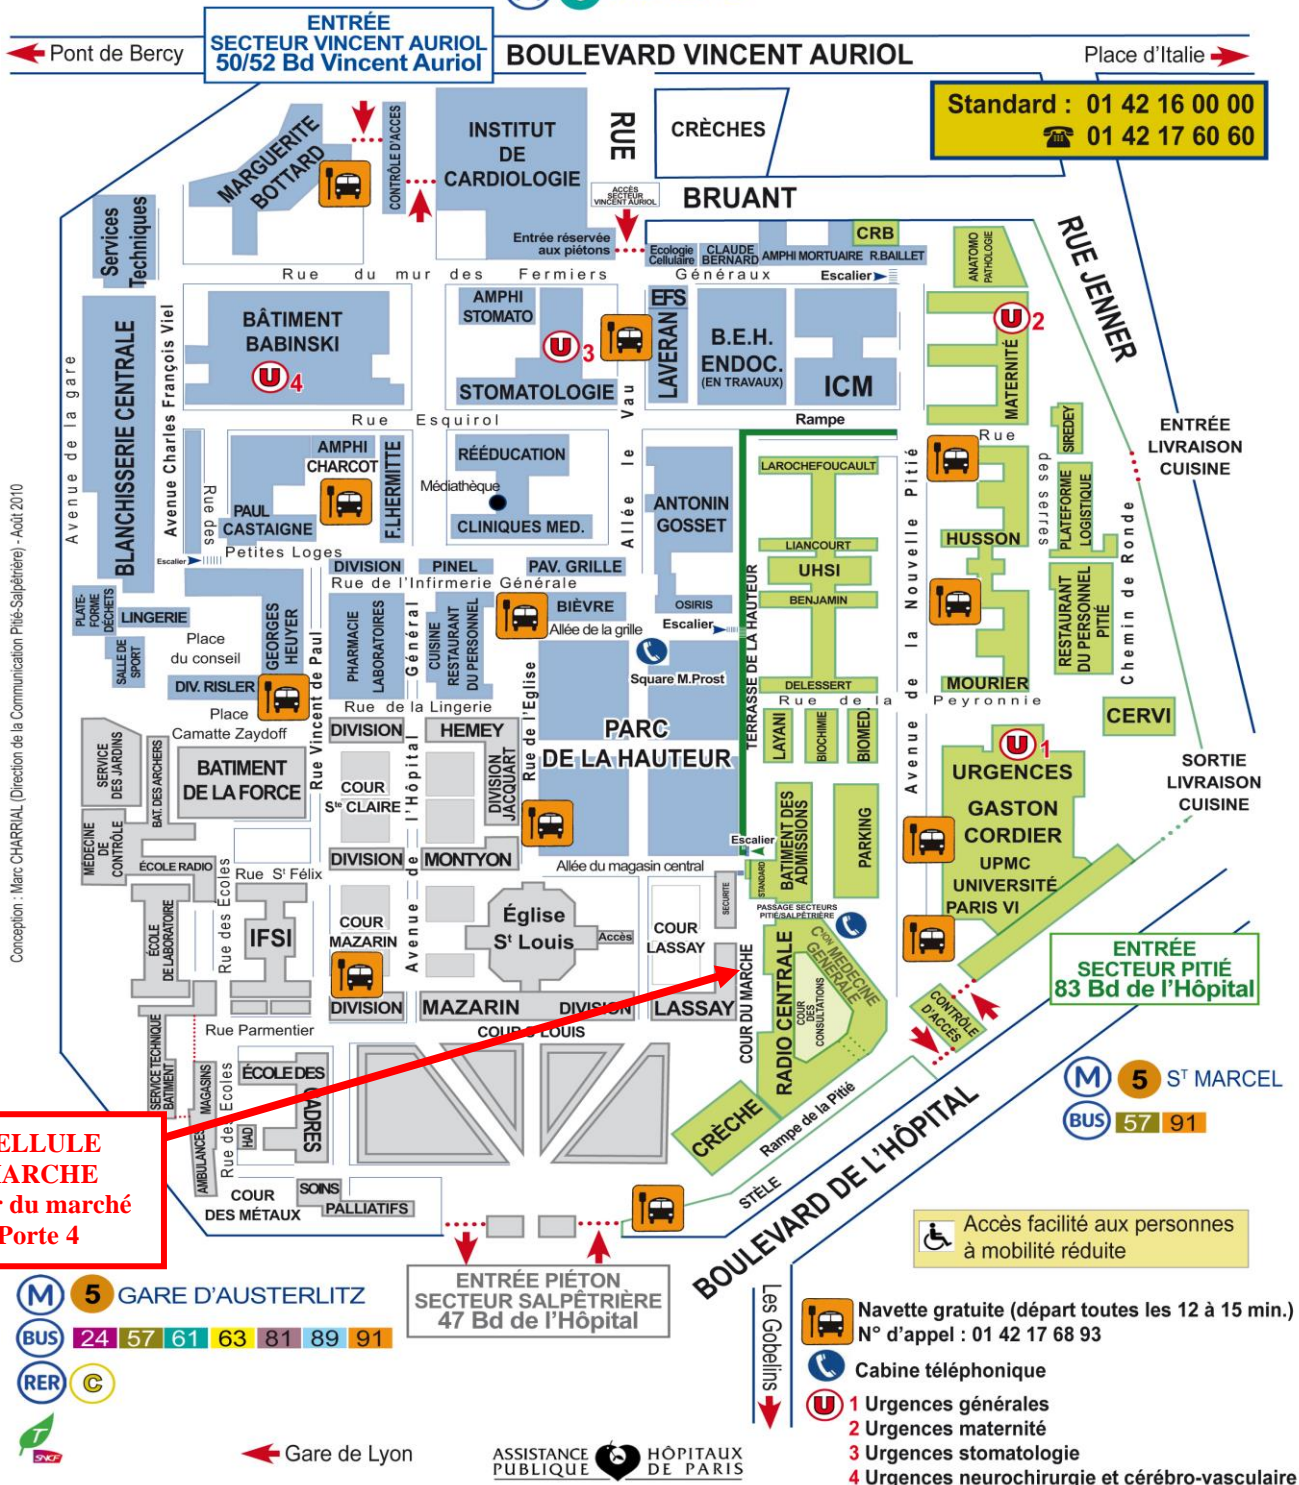 ENTRÉE
SECTEUR VINCENT AURIOL
50/52 Bd Vincent Auriol
Pont de Bercy
BOULEVARD VINCENT AURIOL
Place d'Italie
Standard : 01 42 16 00 00
01 42 17 60 60
MARGUERITE
BOTTARD
CONTRÔLE D'ACCES
INSTITUT
DE
CARDIOLOGIE
Entrée réservée
aux piétons
RUE
BRUANT
CRÈCHES
ACCÈS
SECTEUR
VINCENT AURIOL
RUE JENNER
Services
Techniques
Ecologie
Cellulaire
CLAUDE
BERNARD
AMPHI MORTUAIRE
R.BAILLET
CRB
ANATOMO
PATHOLOGIE
Rue du mur des Fermiers Généraux
Escalier
BLANCHISSERIE CENTRALE
Avenue de la gare
Avenue Charles François Viel
BÂTIMENT
BABINSKI
U 4
AMPHI
STOMATO
U 3
STOMATOLOGIE
EFS
LAVERAN
B.E.H.
ENDOC.
(EN TRAVAUX)
ICM
U 2
MATERNITÉ
Rue Esquirol
Rampe
Rue
des serres
SIREDEY
ENTRÉE
LIVRAISON
CUISINE
Allée le Vau
Rue des
Petites Loges
AMPHI
CHARCOT
PAUL
CASTAIGNE
F.LHERMITTE
RÉÉDUCATION
Médiathèque
CLINIQUES MED.
ANTONIN
GOSSET
LAROCHEFOUCAULT
LIANCOURT
UHSI
BENJAMIN
DELESSERT
Avenue de la Nouvelle Pitié
HUSSON
PLATEFORME
LOGISTIQUE
RESTAURANT
DU PERSONNEL
PITIÉ
Chemin de Ronde
Escalier
DIVISION
PINEL
PAV. GRILLE
Rue de l'Infirmerie Générale
PLATE-
FORME
DÉCHETS
LINGERIE
SALLE DE
SPORT
Place
du conseil
GEORGES
HEUYER
DIV. RISLER
PHARMACIE
LABORATOIRES
CUISINE
RESTAURANT
DU PERSONNEL
BIÈVRE
Allée de la grille
OSIRIS
Escalier
Square M.Prost
TERRASSE DE LA HAUTEUR
MOURIER
Rue de la Peyronnie
CERVI
Place
Camatte Zaydoff
Rue Vincent de Paul
Rue de la Lingerie
Avenue de l'Hôpital Général
Rue de l'Eglise
PARC
DE LA HAUTEUR
LAYANI
BIOCHIMIE
BIOMED.
U 1
URGENCES
GASTON
CORDIER
UPMC
UNIVERSITÉ
PARIS VI
SORTIE
LIVRAISON
CUISINE
SERVICE
DES JARDINS
BAT. DES ARCHERS
BATIMENT
DE LA FORCE
DIVISION
HEMEY
COUR
Ste CLAIRE
DIVISION
JACQUART
MÉDECINE
DE
CONTRÔLE
ÉCOLE RADIO
Rue St Félix
DIVISION
MONTYON
Allée du magasin central
Escalier
STANDARD
BATIMENT DES
ADMISSIONS
PARKING
SECURITE
PASSAGE SECTEURS
PITIÉ/SALPÊTRIÈRE
ÉCOLE
DE LABORATOIRE
Rue des Écoles
IFSI
COUR
MAZARIN
Église
St Louis
Accès
COUR
LASSAY
COUR DU MARCHE
RADIO CENTRALE
Cion MEDECINE
GENERALE
COUR
DES
CONSULTATIONS
ENTRÉE
SECTEUR PITIÉ
83 Bd de l'Hôpital
CONTRÔLE
D'ACCÉS
DIVISION
MAZARIN
DIVISION
LASSAY
Rue Parmentier
COUR S LOUIS
SERVICE TECHNIQUE
BATIMENT
MAGASINS
AMBULANCES
Rue des Ecoles
ÉCOLE DES
CADRES
HAD
CRÈCHE
Rampe de la Pitié
M 5 ST MARCEL
BUS 57 91
ELLULE
ARCHE
r du marché
Porte 4
COUR
DES MÉTAUX
SOINS
PALLIATIFS
STÈLE
BOULEVARD DE L'HÔPITAL
Accès facilité aux personnes
à mobilité réduite
ENTRÉE PIÉTON
SECTEUR SALPÊTRIÈRE
47 Bd de l'Hôpital
M 5 GARE D'AUSTERLITZ
BUS 24 57 61 63 81 89 91
RER C
T
SNCF
Gare de Lyon
ASSISTANCE PUBLIQUE
HÔPITAUX DE PARIS
Les Gobelins
Navette gratuite (départ toutes les 12 à 15 min.)
N° d'appel : 01 42 17 68 93
Cabine téléphonique
U 1 Urgences générales
2 Urgences maternité
3 Urgences stomatologie
4 Urgences neurochirurgie et cérébro-vasculaire
Conception : Marc CHARRIAL (Direction de la Communication Pitié-Salpêtrière) - Août 2010